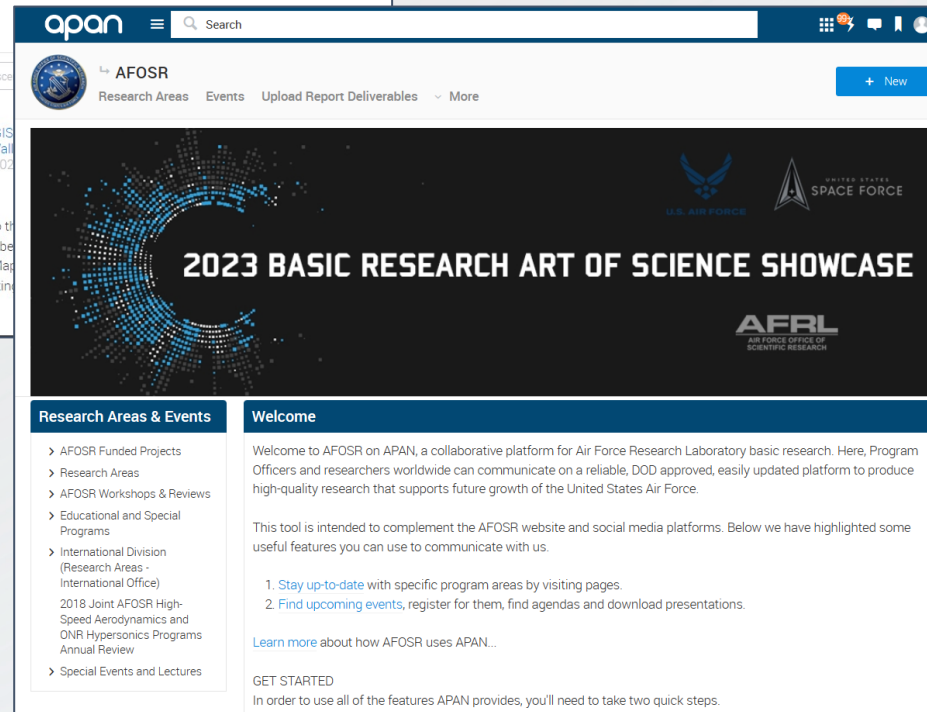 apan
Search
99+
AFOSR
Research Areas Events Upload Report Deliverables More
+ New
U.S. AIR FORCE
UNITED STATES
SPACE FORCE
2023 BASIC RESEARCH ART OF SCIENCE SHOWCASE
AFRL
AIR FORCE OFFICE OF
SCIENTIFIC RESEARCH
Research Areas & Events
> AFOSR Funded Projects
> Research Areas
> AFOSR Workshops & Reviews
> Educational and Special
Programs
> International Division
(Research Areas -
International Office)
2018 Joint AFOSR High-
Speed Aerodynamics and
ONR Hypersonics Programs
Annual Review
> Special Events and Lectures
Welcome
Welcome to AFOSR on APAN, a collaborative platform for Air Force Research Laboratory basic research. Here, Program
Officers and researchers worldwide can communicate on a reliable, DOD approved, easily updated platform to produce
high-quality research that supports future growth of the United States Air Force.
This tool is intended to complement the AFOSR website and social media platforms. Below we have highlighted some
useful features you can use to communicate with us.
1. Stay up-to-date with specific program areas by visiting pages.
2. Find upcoming events, register for them, find agendas and download presentations.
Learn more about how AFOSR uses APAN...
GET STARTED
In order to use all of the features APAN provides, you'll need to take two quick steps.